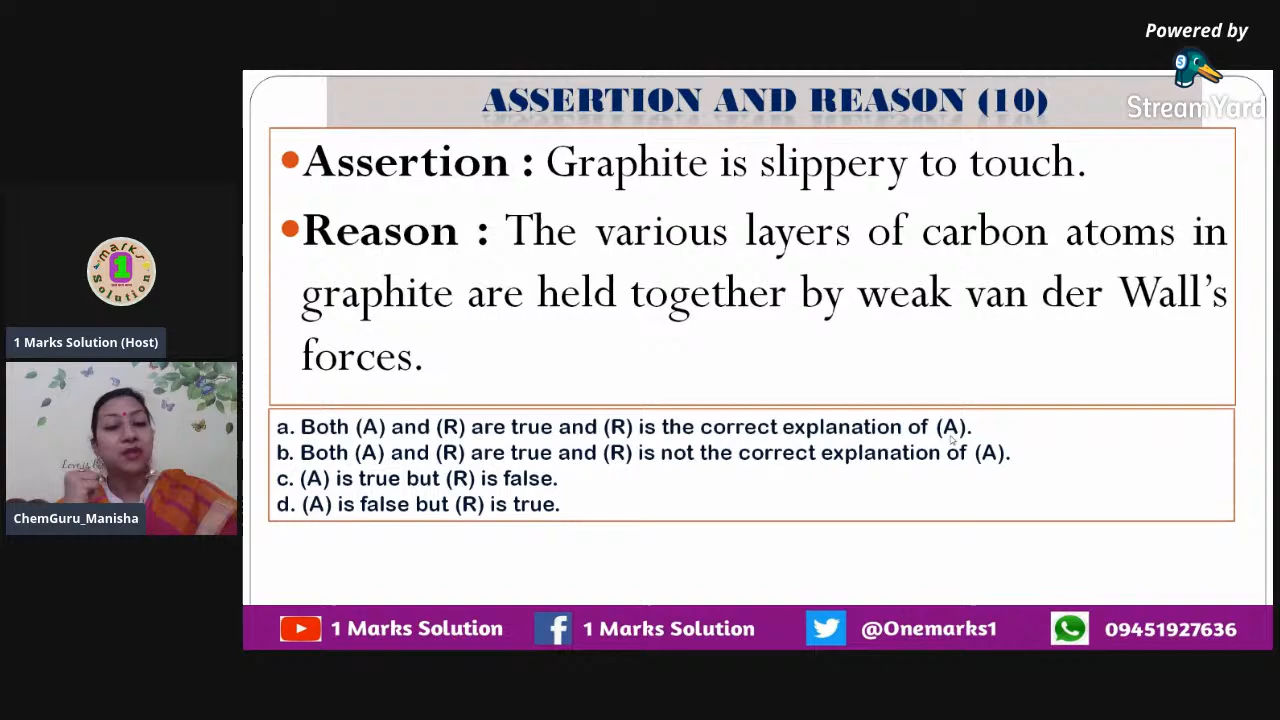 Powered by
StreamYard
ASSERTION AND REASON (10)
•Assertion : Graphite is slippery to touch.
•Reason : The various layers of carbon atoms in
graphite are held together by weak van der Wall's
forces.
a. Both (A) and (R) are true and (R) is the correct explanation of (A).
b. Both (A) and (R) are true and (R) is not the correct explanation of (A).
c. (A) is true but (R) is false.
d. (A) is false but (R) is true.
1 marks
Solution
1 Marks Solution (Host)
ChemGuru_Manisha
1 Marks Solution
1 Marks Solution
@Onemarks1
09451927636